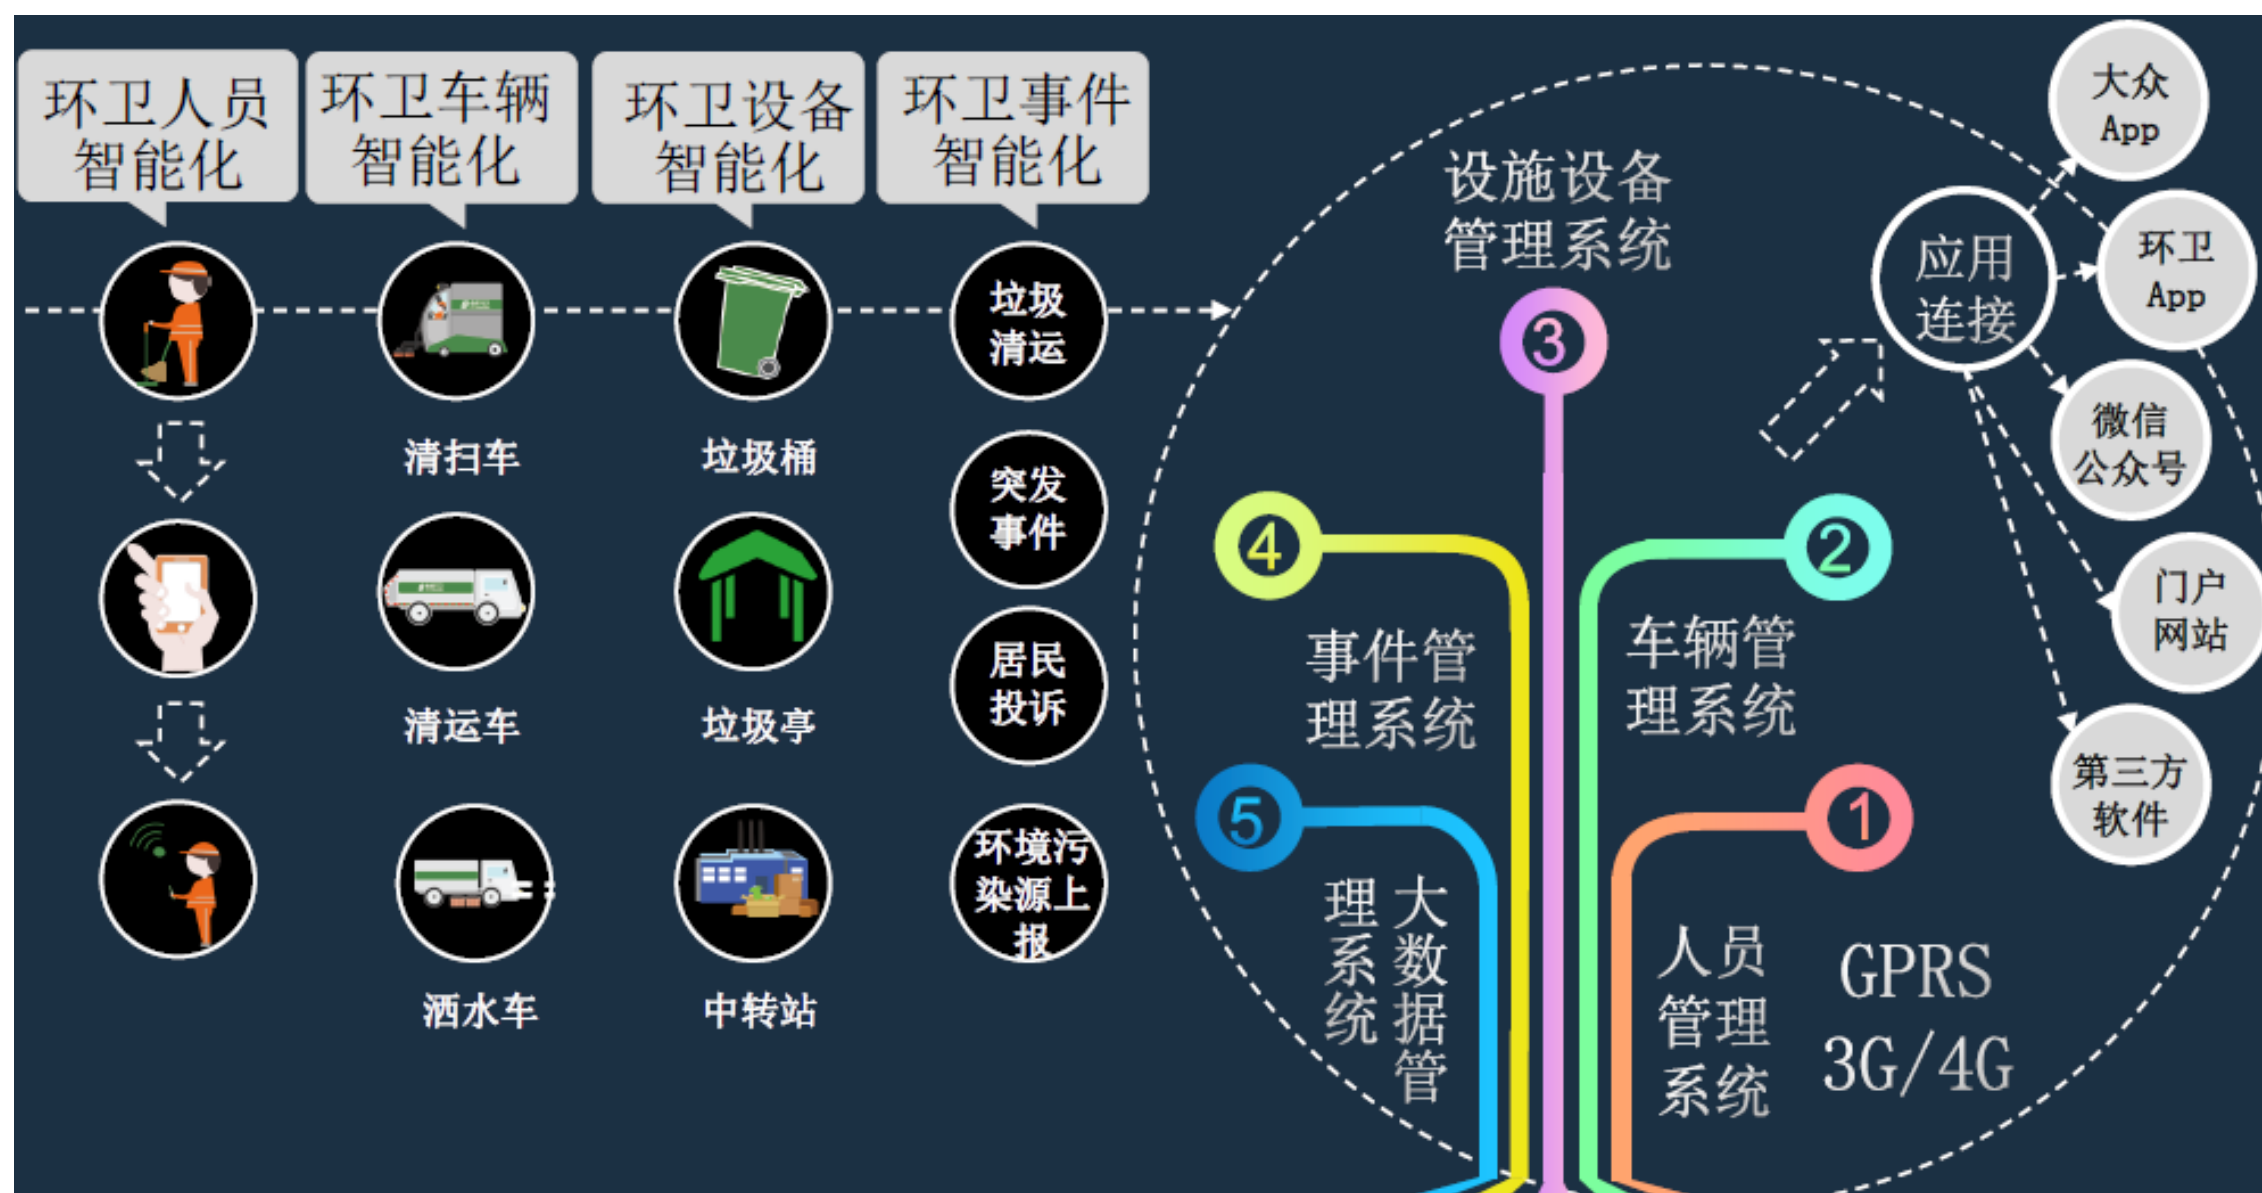 环卫人员
智能化
环卫车辆
智能化
环卫设备
智能化
环卫事件
智能化
清扫车
清运车
洒水车
垃圾桶
垃圾亭
中转站
垃圾
清运
突发
事件
居民
投诉
环境污
染源上
报
设施设备
管理系统
3
4
事件管
理系统
2
车辆管
理系统
5
大数据管
理系统
1
人员
管理
系统
GPRS
3G/4G
应用
连接
大众
App
环卫
App
微信
公众号
门户
网站
第三方
软件